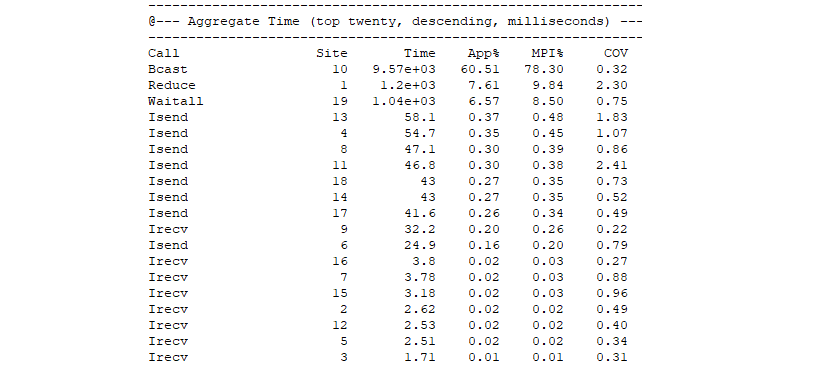 ---------------------------------------------------------------
@--- Aggregate Time (top twenty, descending, milliseconds) ---
---------------------------------------------------------------
Call Site Time App% MPI% COV
Bcast 10 9.57e+03 60.51 78.30 0.32
Reduce 1 1.2e+03 7.61 9.84 2.30
Waitall 19 1.04e+03 6.57 8.50 0.75
Isend 13 58.1 0.37 0.48 1.83
Isend 4 54.7 0.35 0.45 1.07
Isend 8 47.1 0.30 0.39 0.86
Isend 11 46.8 0.30 0.38 2.41
Isend 18 43 0.27 0.35 0.73
Isend 14 43 0.27 0.35 0.52
Isend 17 41.6 0.26 0.34 0.49
Irecv 9 32.2 0.20 0.26 0.22
Isend 6 24.9 0.16 0.20 0.79
Irecv 16 3.8 0.02 0.03 0.27
Irecv 7 3.78 0.02 0.03 0.88
Irecv 15 3.18 0.02 0.03 0.96
Irecv 2 2.62 0.02 0.02 0.49
Irecv 12 2.53 0.02 0.02 0.40
Irecv 5 2.51 0.02 0.02 0.34
Irecv 3 1.71 0.01 0.01 0.31